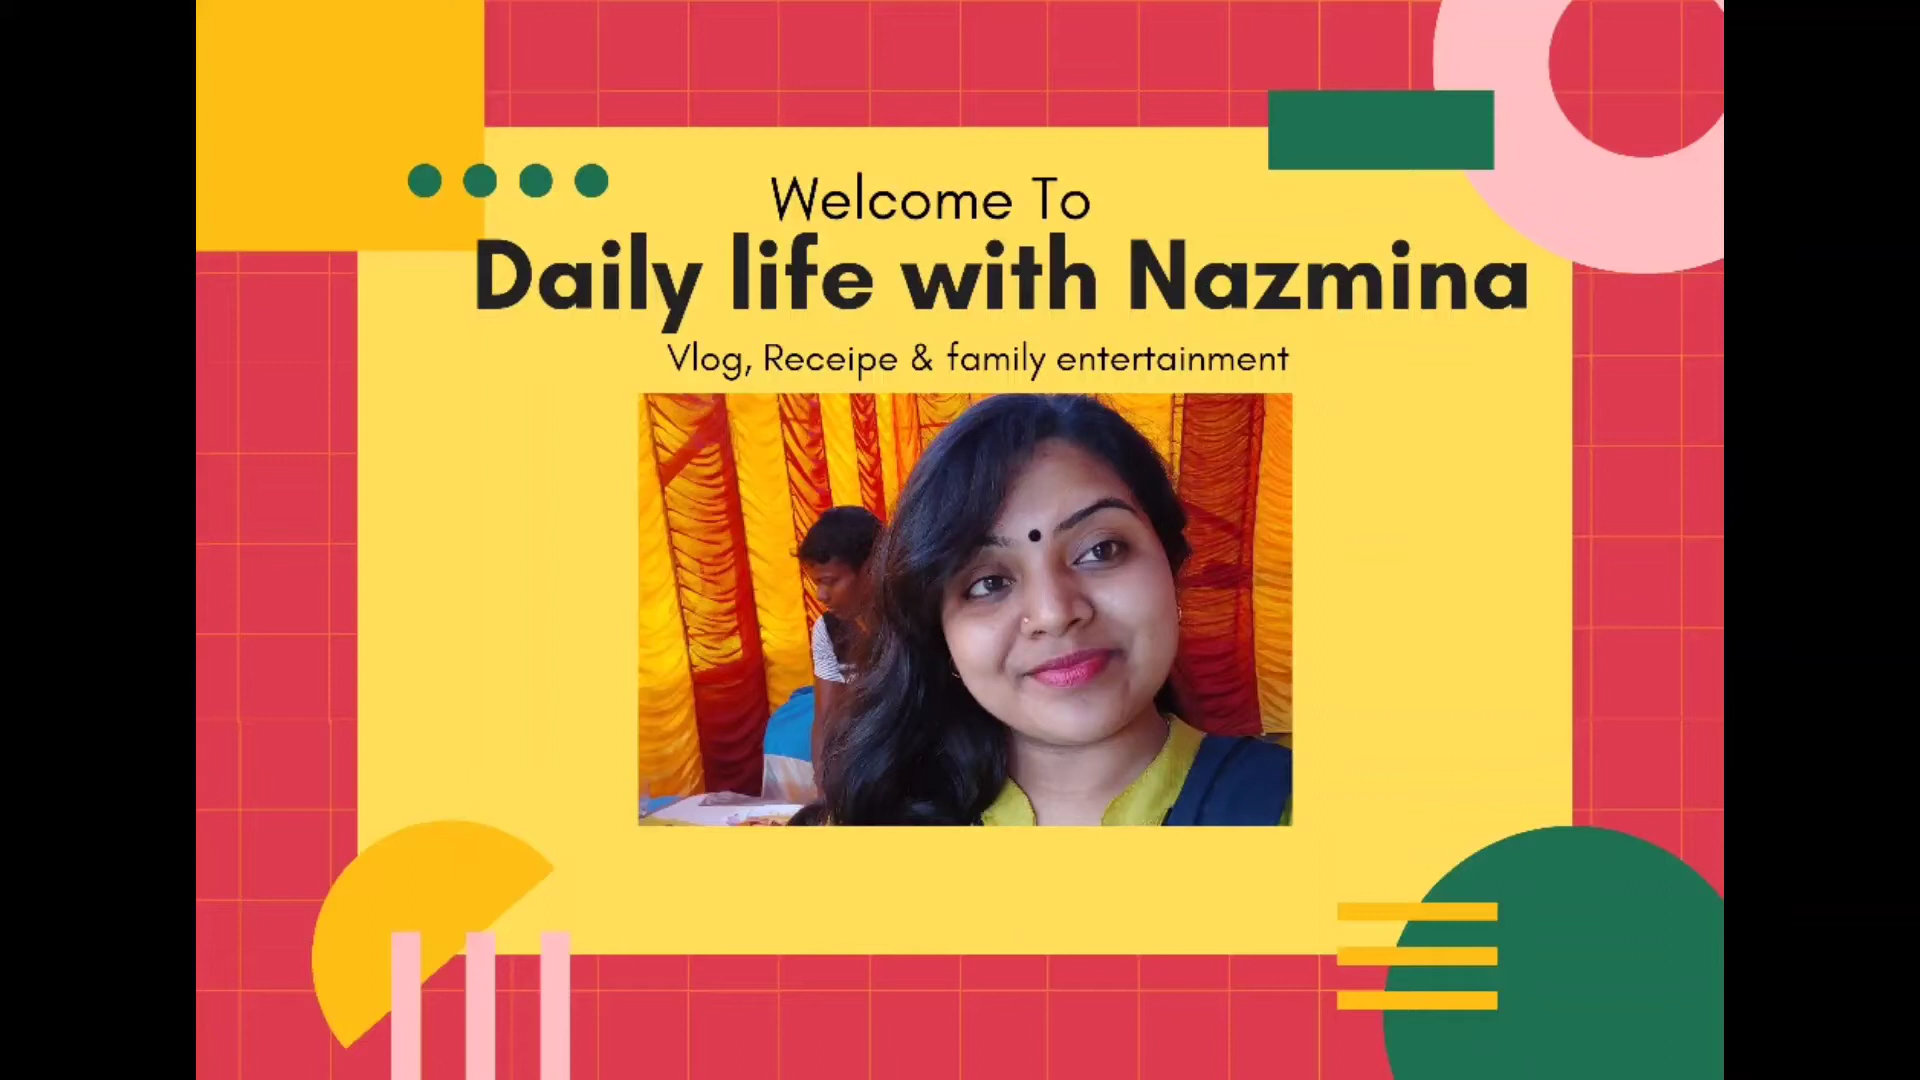 Welcome To
Daily life with Nazmina
Vlog, Receipe & family entertainment